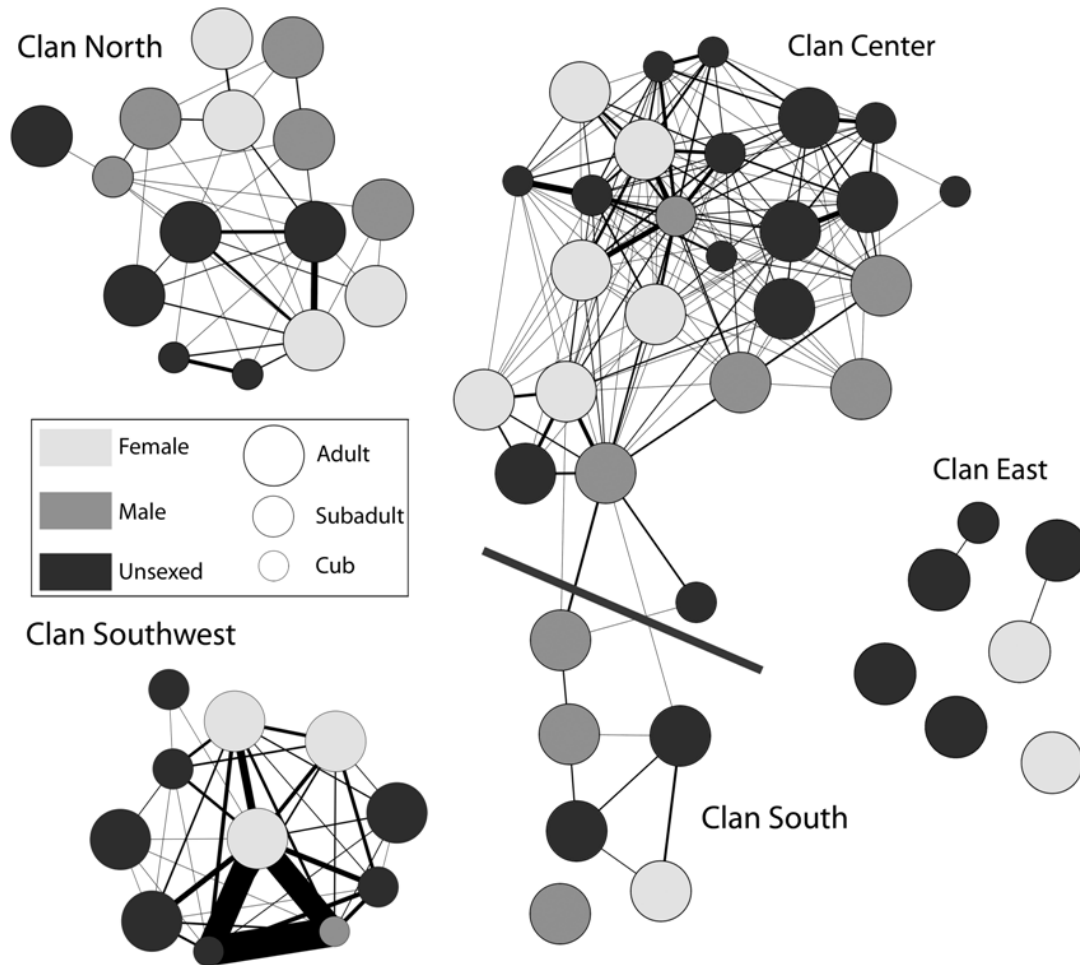 Clan North
Clan Center
Female
Adult
Male
Subadult
Unsexed
Cub
Clan East
Clan Southwest
Clan South